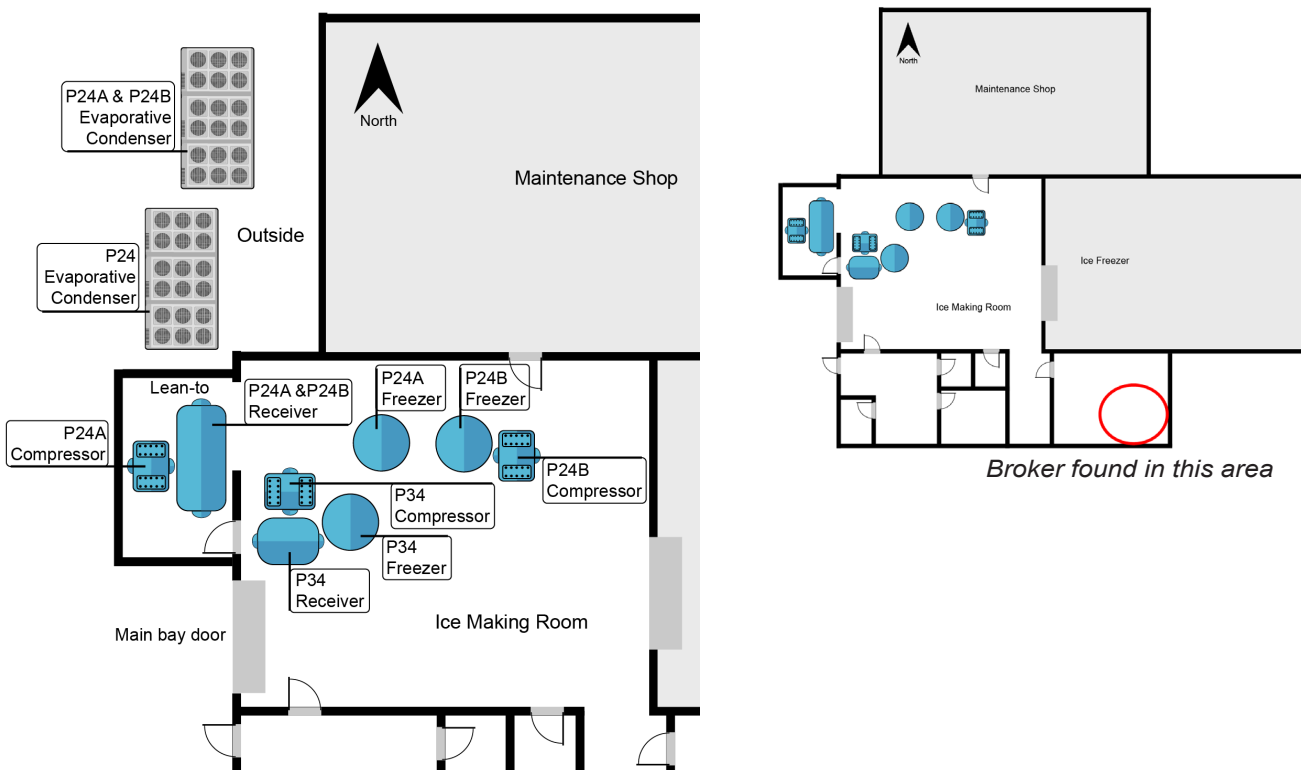 P24A & P24B
Evaporative
Condenser
North
Maintenance Shop
Outside
P24
Evaporative
Condenser
Lean-to
P24A &P24B
Receiver
P24A
Freezer
P24B
Freezer
P24A
Compressor
P24B
Compressor
P34
Compressor
P34
Freezer
P34
Receiver
Ice Making Room
Main bay door
North
Maintenance Shop
Ice Freezer
Ice Making Room
Broker found in this area